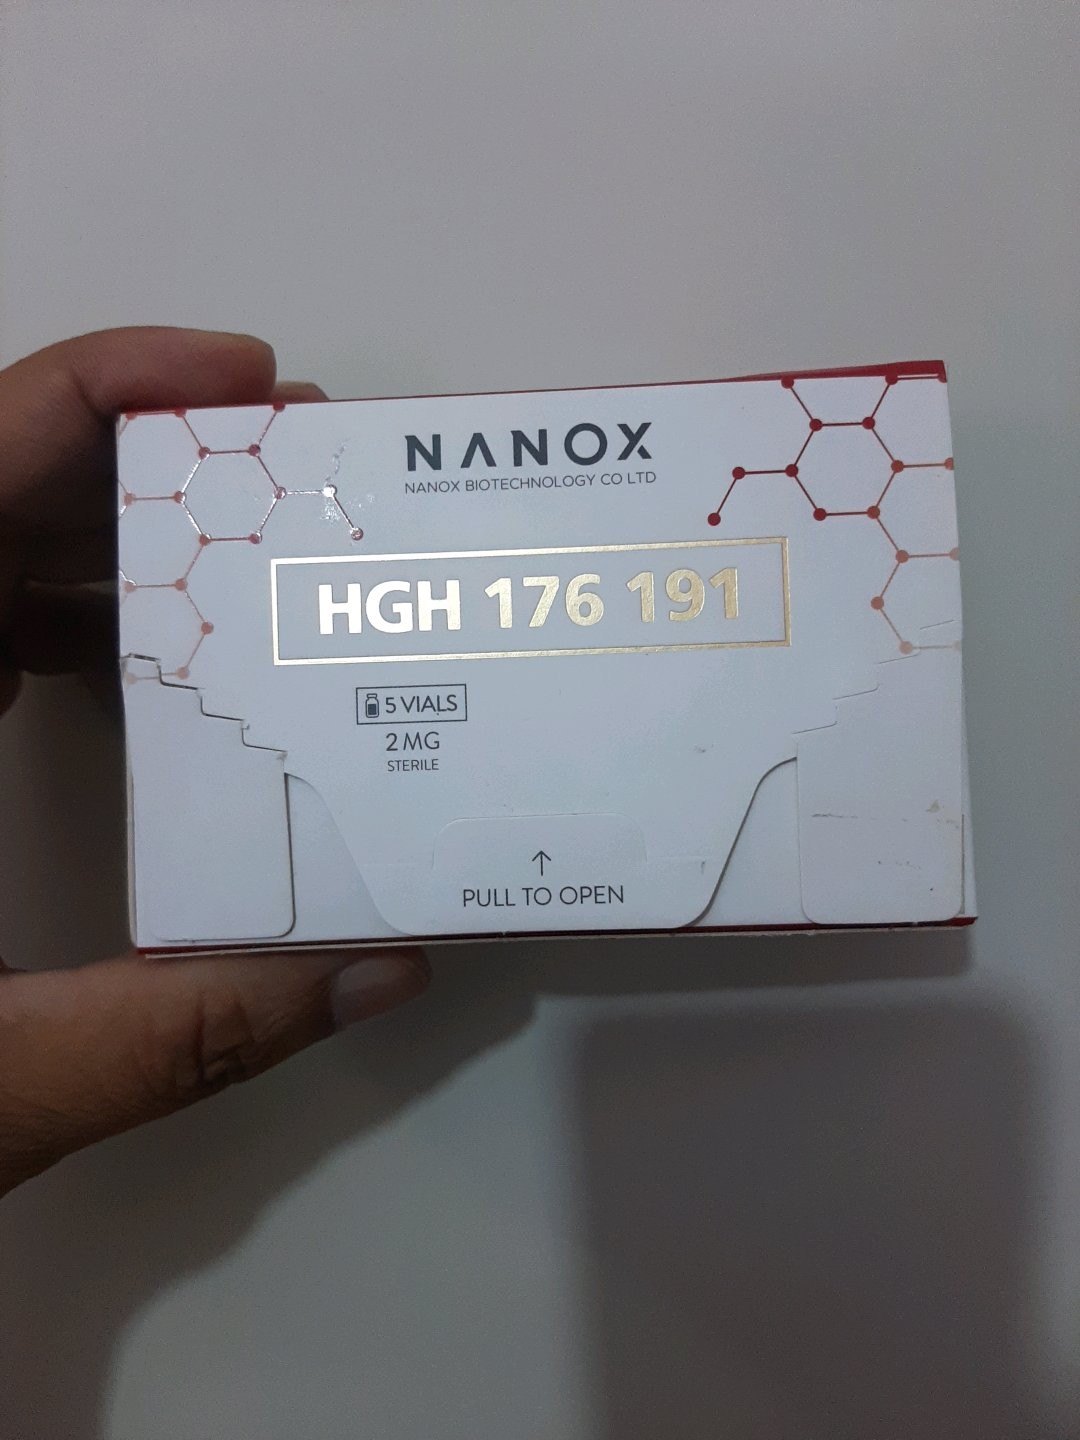 NANOX
NANOX BIOTECHNOLOGY CO LTD
HGH 176 191
5 VIALS
2 MG
STERILE
↑
PULL TO OPEN